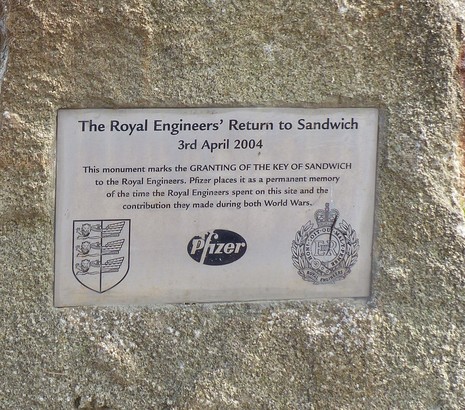 The Royal Engineers' Return to Sandwich
3rd April 2004
This monument marks the GRANTING OF THE KEY OF SANDWICH
to the Royal Engineers. Pfizer places it as a permanent memory
of the time the Royal Engineers spent on this site and the
contribution they made during both World Wars.
Pfizer